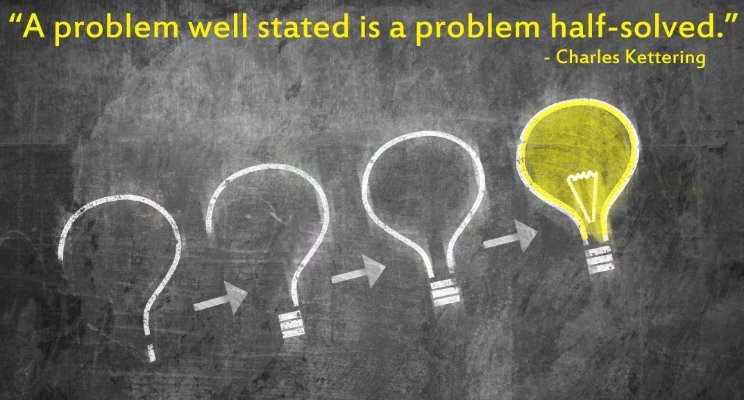 “A problem well stated is a problem half-solved.”
- Charles Kettering